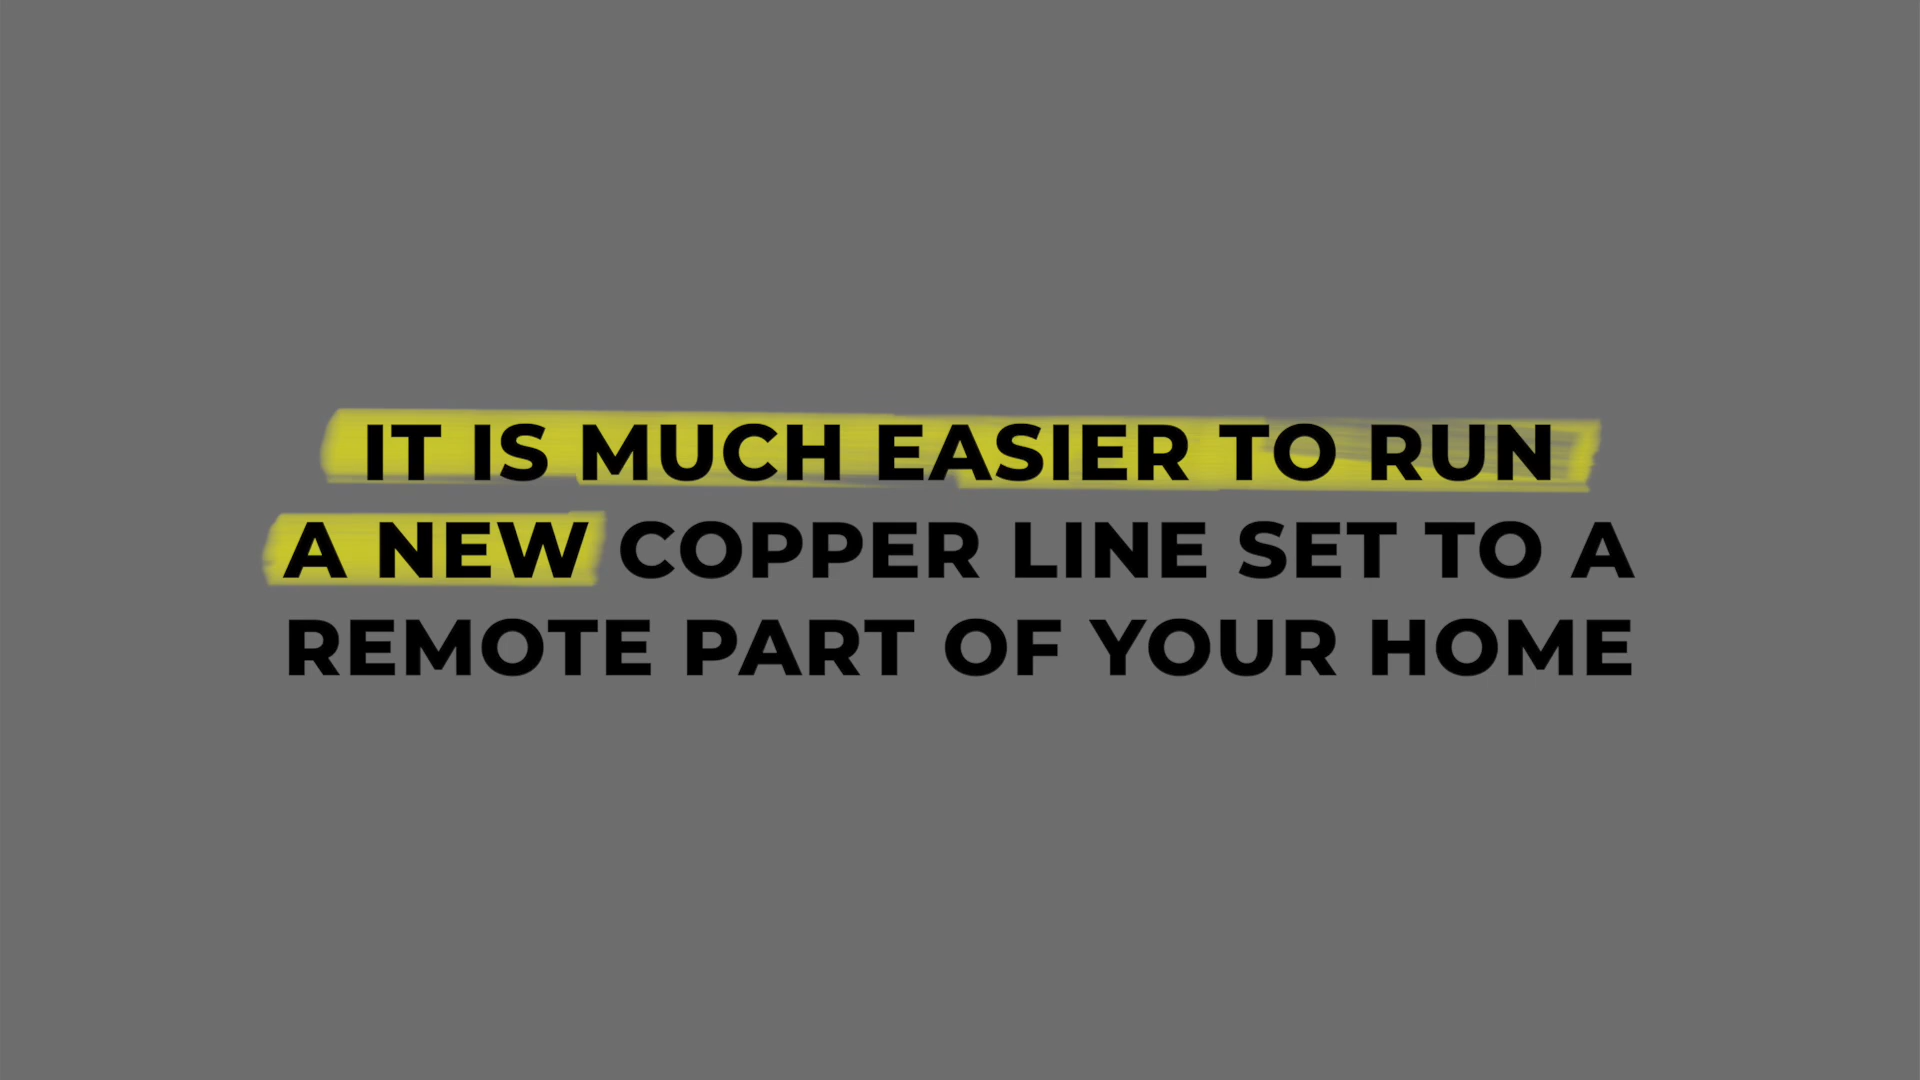 IT IS MUCH EASIER TO RUN
A NEW COPPER LINE SET TO A
REMOTE PART OF YOUR HOME